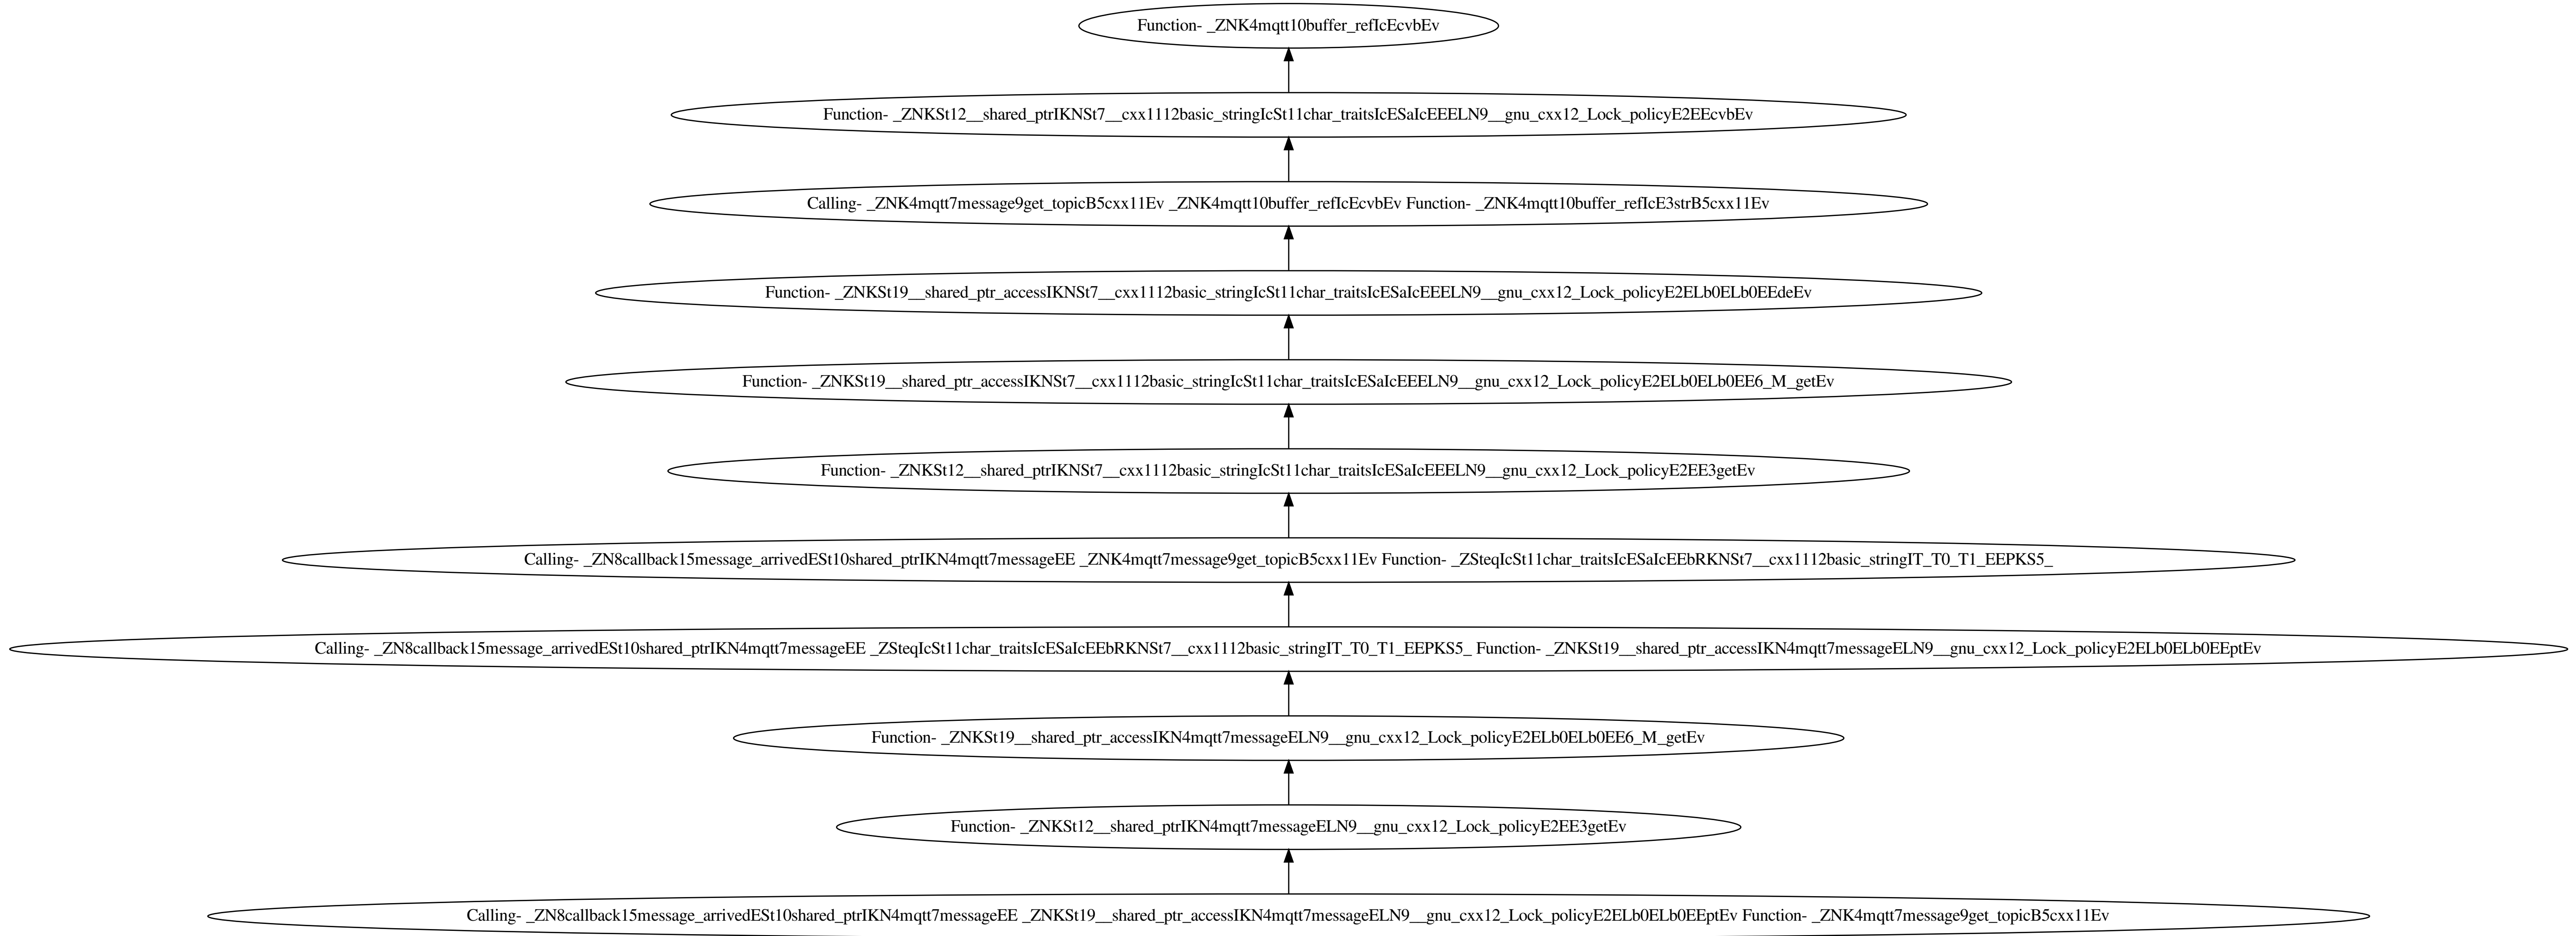 Function- _ZNK4mqtt10buffer_refIcEcvbEv
Function- _ZNKSt12__shared_ptrIKNSt7__cxx1112basic_stringIcSt11char_traitsIcESaIcEEELN9__gnu_cxx12_Lock_policyE2EEcvbEv
Calling- _ZNK4mqtt7message9get_topicB5cxx11Ev _ZNK4mqtt10buffer_refIcEcvbEv Function- _ZNK4mqtt10buffer_refIcE3strB5cxx11Ev
Function- _ZNKSt19__shared_ptr_accessIKNSt7__cxx1112basic_stringIcSt11char_traitsIcESaIcEEELN9__gnu_cxx12_Lock_policyE2ELb0ELb0EEdeEv
Function- _ZNKSt19__shared_ptr_accessIKNSt7__cxx1112basic_stringIcSt11char_traitsIcESaIcEEELN9__gnu_cxx12_Lock_policyE2ELb0ELb0EE6_M_getEv
Function- _ZNKSt12__shared_ptrIKNSt7__cxx1112basic_stringIcSt11char_traitsIcESaIcEEELN9__gnu_cxx12_Lock_policyE2EE3getEv
Calling- _ZN8callback15message_arrivedESt10shared_ptrIKN4mqtt7messageEE _ZNK4mqtt7message9get_topicB5cxx11Ev Function- _ZSteqIcSt11char_traitsIcESaIcEEbRKNSt7__cxx1112basic_stringIT_T0_T1_EEPKS5_
Calling- _ZN8callback15message_arrivedESt10shared_ptrIKN4mqtt7messageEE _ZSteqIcSt11char_traitsIcESaIcEEbRKNSt7__cxx1112basic_stringIT_T0_T1_EEPKS5_ Function- _ZNKSt19__shared_ptr_accessIKN4mqtt7messageELN9__gnu_cxx12_Lock_policyE2ELb0ELb0EEptEv
Function- _ZNKSt19__shared_ptr_accessIKN4mqtt7messageELN9__gnu_cxx12_Lock_policyE2ELb0ELb0EE6_M_getEv
Function- _ZNKSt12__shared_ptrIKN4mqtt7messageELN9__gnu_cxx12_Lock_policyE2EE3getEv
Calling- _ZN8callback15message_arrivedESt10shared_ptrIKN4mqtt7messageEE _ZNKSt19__shared_ptr_accessIKN4mqtt7messageELN9__gnu_cxx12_Lock_policyE2ELb0ELb0EEptEv Function- _ZNK4mqtt7message9get_topicB5cxx11Ev